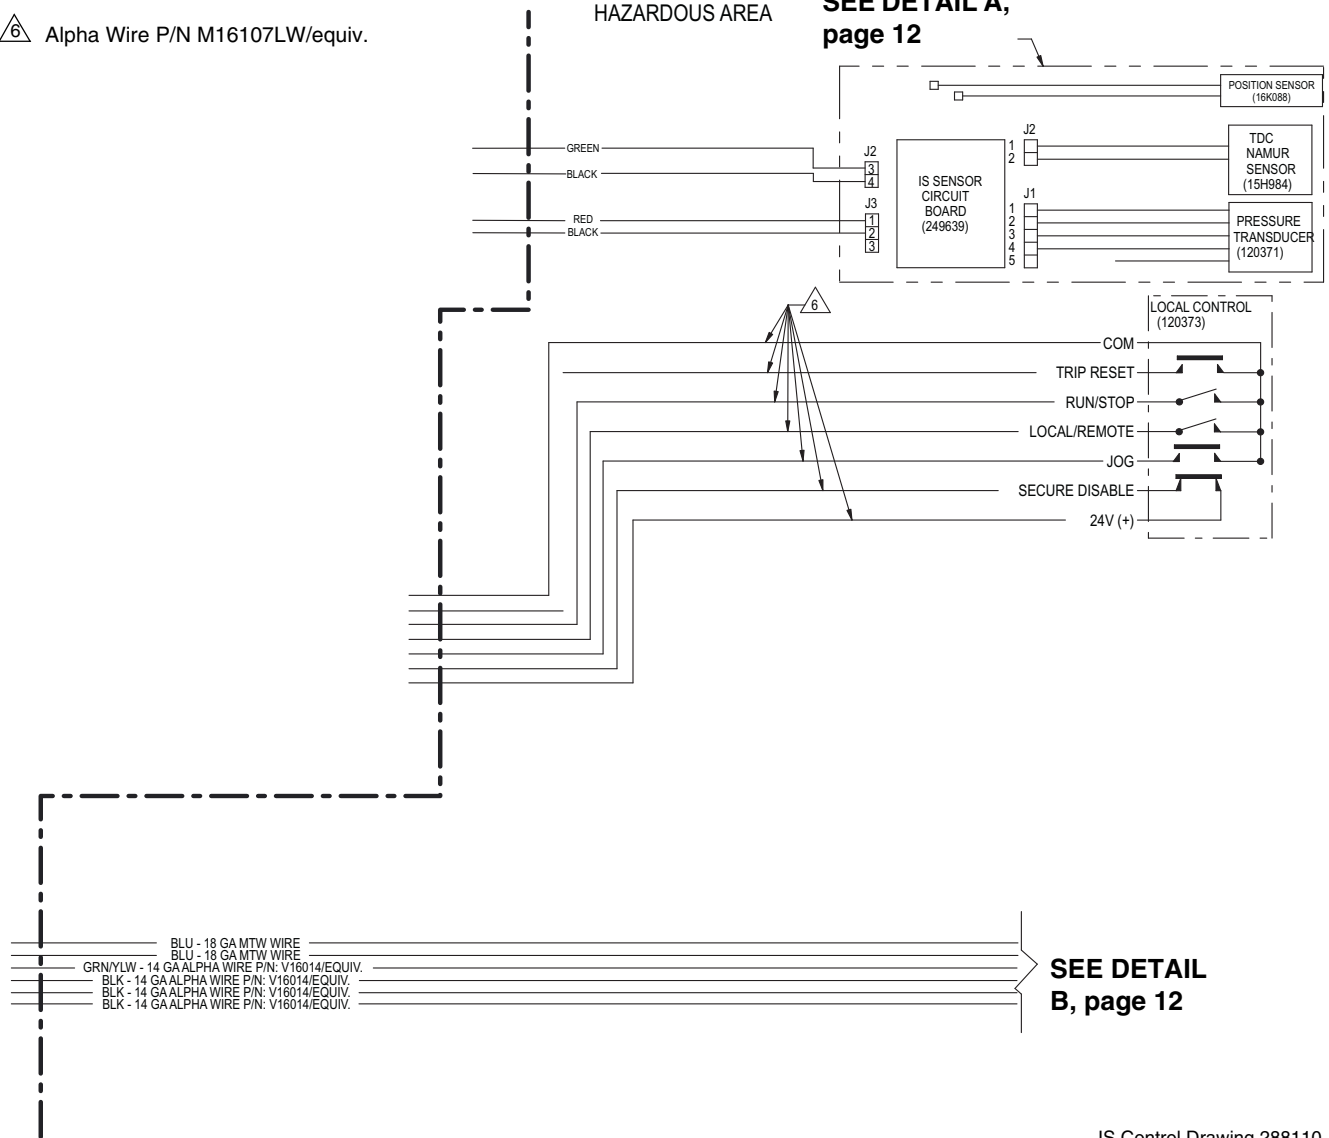 HAZARDOUS AREA
SEE DETAIL A,
page 12
6 Alpha Wire P/N M16107LW/equiv.
POSITION SENSOR
(16K088)
GREEN
BLACK
RED
BLACK
J2
3
4
J3
1
2
3
IS SENSOR
CIRCUIT
BOARD
(249639)
J2
1
2
J1
1
2
3
4
5
TDC
NAMUR
SENSOR
(15H984)
PRESSURE
TRANSDUCER
(120371)
6
LOCAL CONTROL
(120373)
COM
TRIP RESET
RUN/STOP
LOCAL/REMOTE
JOG
SECURE DISABLE
24V (+)
BLU - 18 GA MTW WIRE
BLU - 18 GA MTW WIRE
GRN/YLW - 14 GA ALPHA WIRE P/N: V16014/EQUIV.
BLK - 14 GA ALPHA WIRE P/N: V16014/EQUIV.
BLK - 14 GA ALPHA WIRE P/N: V16014/EQUIV.
BLK - 14 GA ALPHA WIRE P/N: V16014/EQUIV.
SEE DETAIL
B, page 12
IS Control Drawing 288110